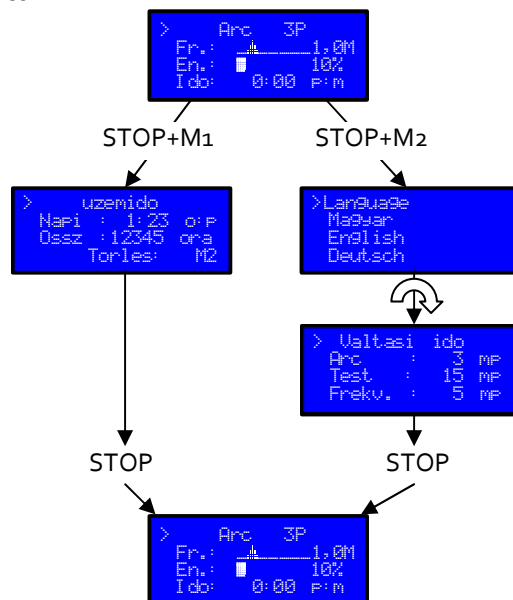 > Arc 3P
Fr.: 1,0M
En.: 10%
Ido: 0:00 p:m
STOP+M1
STOP+M2
> uzemido
Napi : 1:23 o:p
Ossz :12345 ora
Torles: M2
>Language
Magyar
English
Deutsch
> Valtasi ido
Arc : 3 mp
Test : 15 mp
Frekv. : 5 mp
STOP
STOP
> Arc 3P
Fr.: 1,0M
En.: 10%
Ido: 0:00 p:m